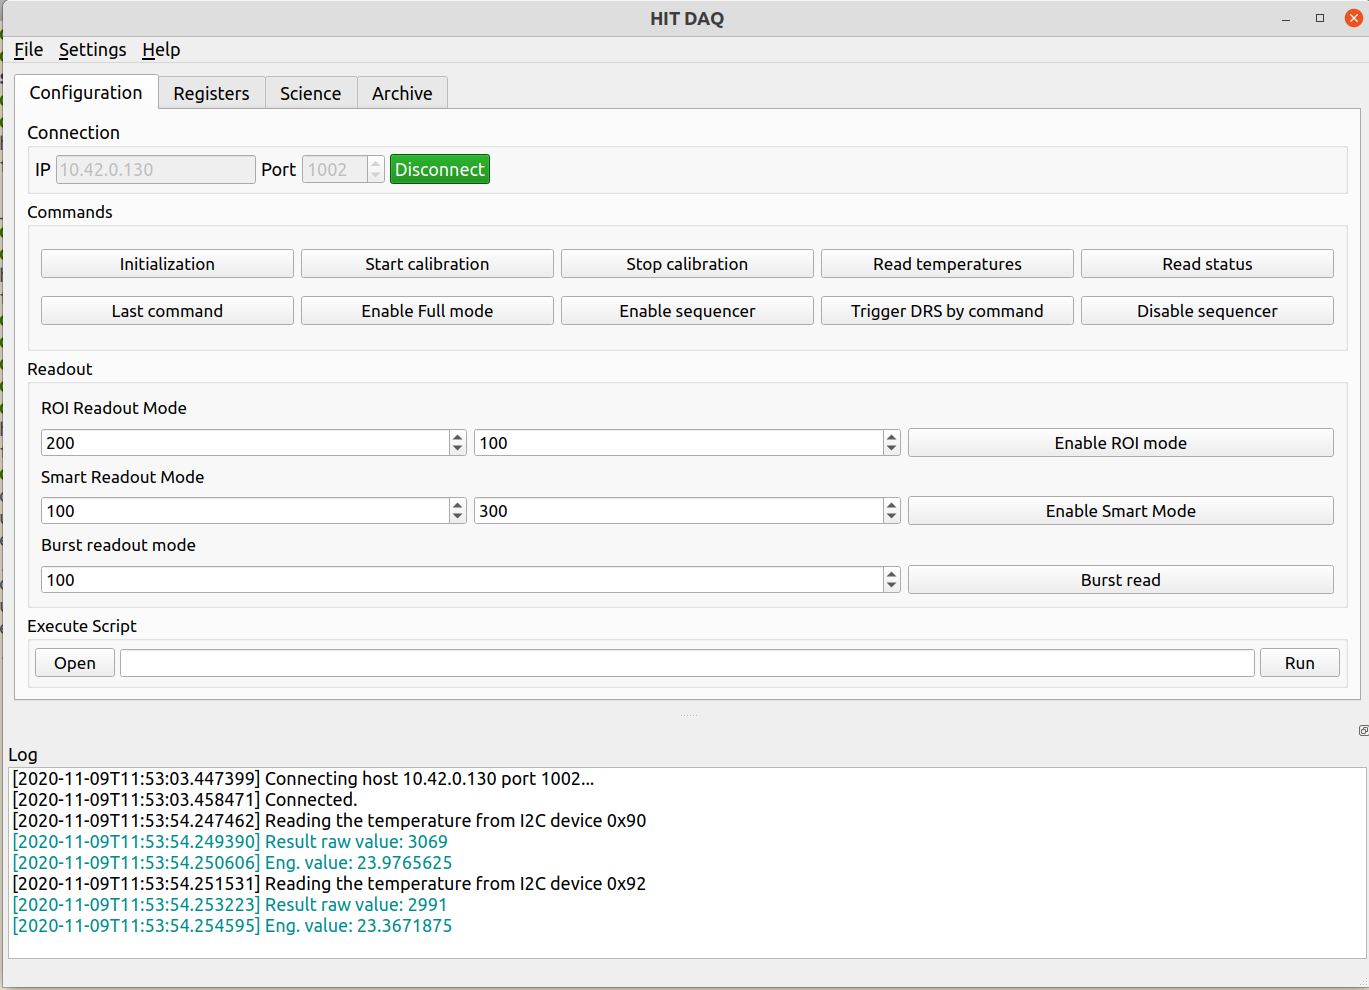 HIT DAQ
File Settings Help
Configuration Registers Science Archive
Connection
IP 10.42.0.130 Port 1002 Disconnect
Commands
Initialization Start calibration Stop calibration Read temperatures Read status
Last command Enable Full mode Enable sequencer Trigger DRS by command Disable sequencer
Readout
ROI Readout Mode
200 100 Enable ROI mode
Smart Readout Mode
100 300 Enable Smart Mode
Burst readout mode
100 Burst read
Execute Script
Open Run
Log
[2020-11-09T11:53:03.447399] Connecting host 10.42.0.130 port 1002...
[2020-11-09T11:53:03.458471] Connected.
[2020-11-09T11:53:54.247462] Reading the temperature from I2C device 0x90
[2020-11-09T11:53:54.249390] Result raw value: 3069
[2020-11-09T11:53:54.250606] Eng. value: 23.9765625
[2020-11-09T11:53:54.251531] Reading the temperature from I2C device 0x92
[2020-11-09T11:53:54.253223] Result raw value: 2991
[2020-11-09T11:53:54.254595] Eng. value: 23.3671875